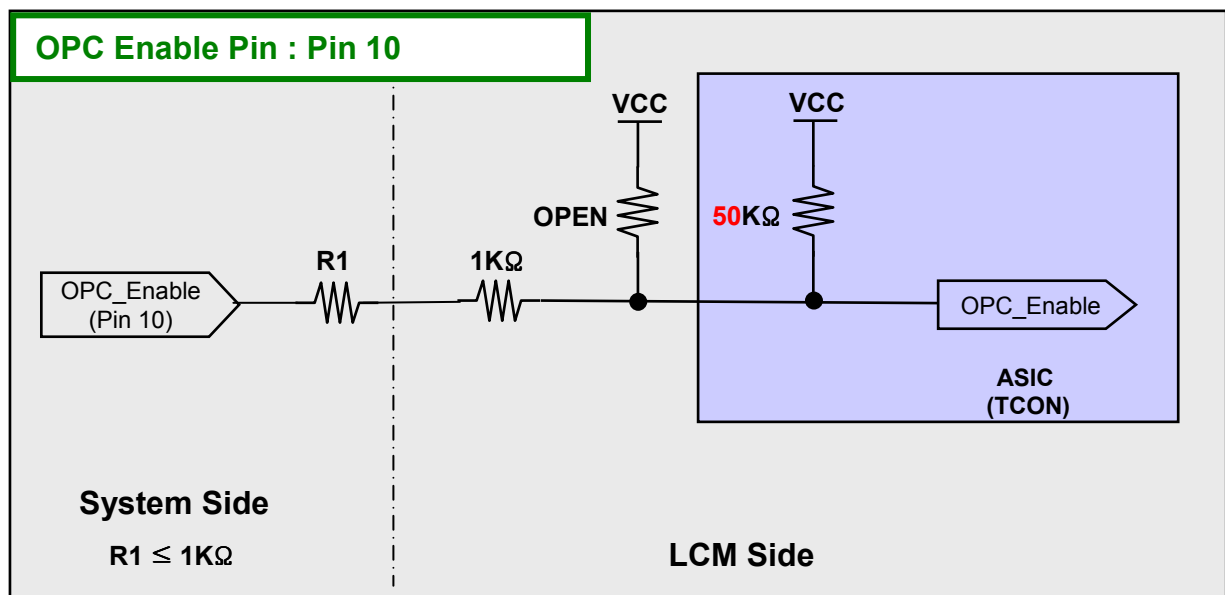 OPC Enable Pin : Pin 10
VCC
VCC
OPEN
50KΩ
R1
1KΩ
OPC_Enable
(Pin 10)
OPC_Enable
ASIC
(TCON)
System Side
R1 ≤ 1KΩ
LCM Side